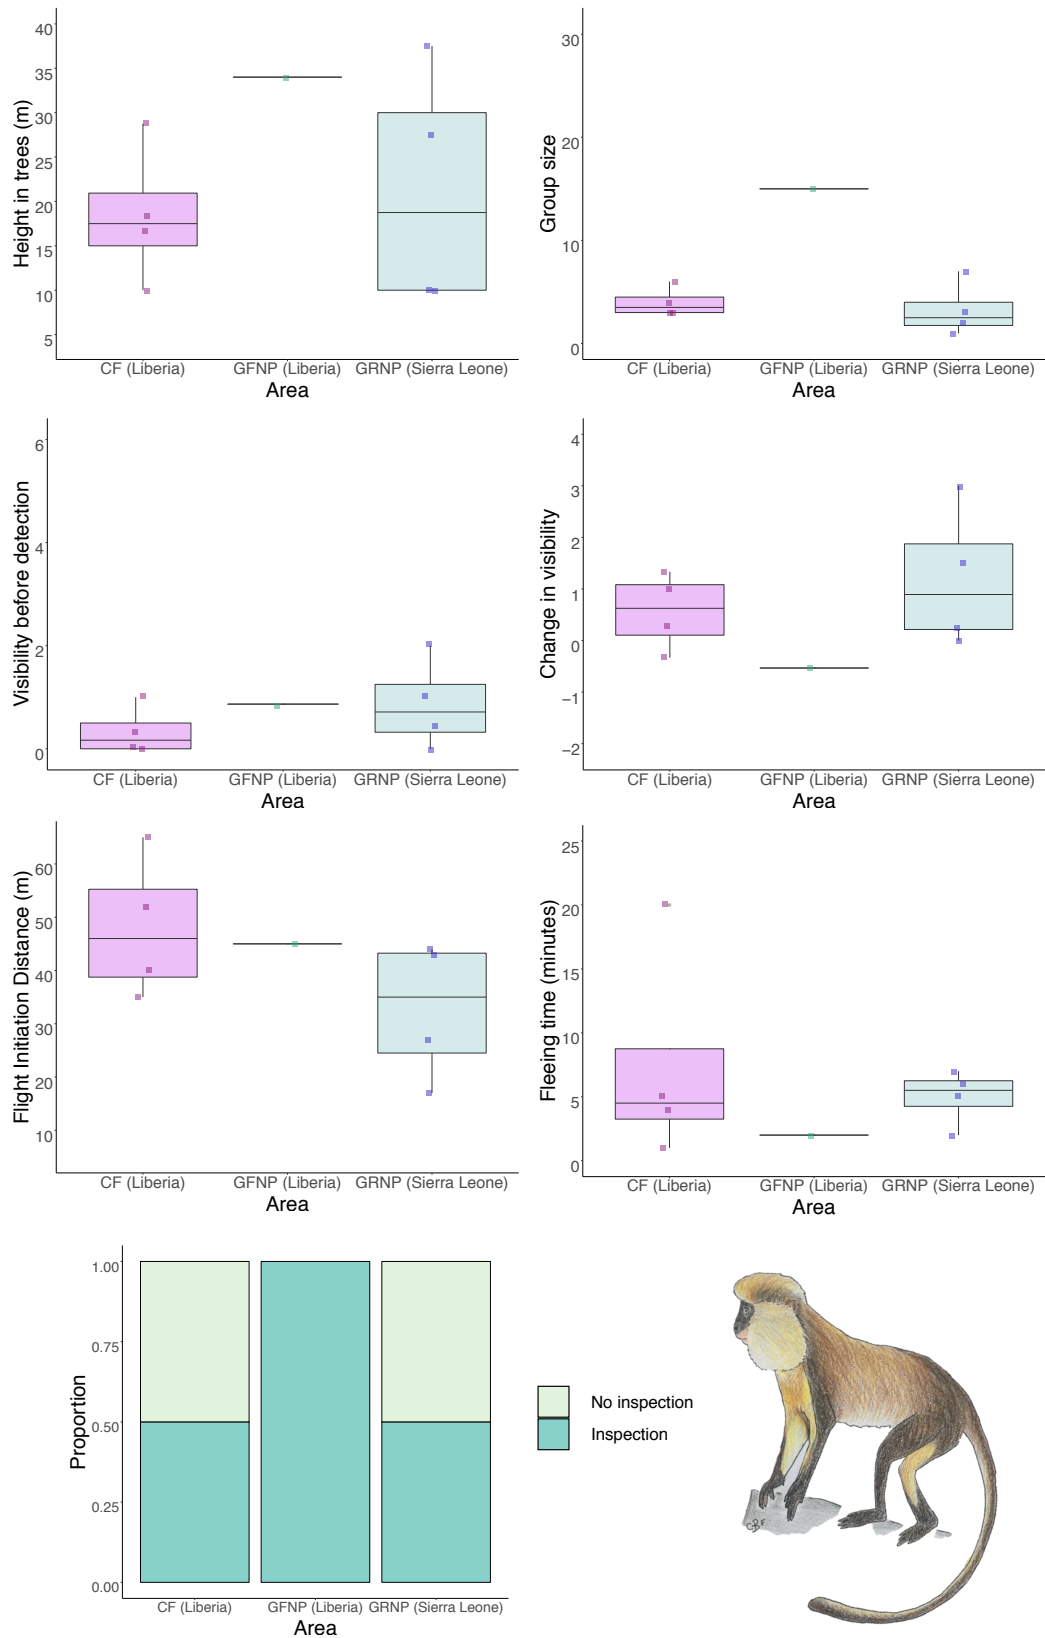 40
35
30
25
20
15
10
5
Height in trees (m)
CF (Liberia) GFNP (Liberia) GRNP (Sierra Leone)
Area
30
20
10
0
Group size
CF (Liberia) GFNP (Liberia) GRNP (Sierra Leone)
Area
6
4
2
0
Visibility before detection
CF (Liberia) GFNP (Liberia) GRNP (Sierra Leone)
Area
4
3
2
1
0
−1
−2
Change in visibility
CF (Liberia) GFNP (Liberia) GRNP (Sierra Leone)
Area
60
50
40
30
20
10
Flight Initiation Distance (m)
CF (Liberia) GFNP (Liberia) GRNP (Sierra Leone)
Area
25
20
15
10
5
0
Fleeing time (minutes)
CF (Liberia) GFNP (Liberia) GRNP (Sierra Leone)
Area
1.00
0.75
0.50
0.25
0.00
Proportion
CF (Liberia) GFNP (Liberia) GRNP (Sierra Leone)
Area
No inspection
Inspection